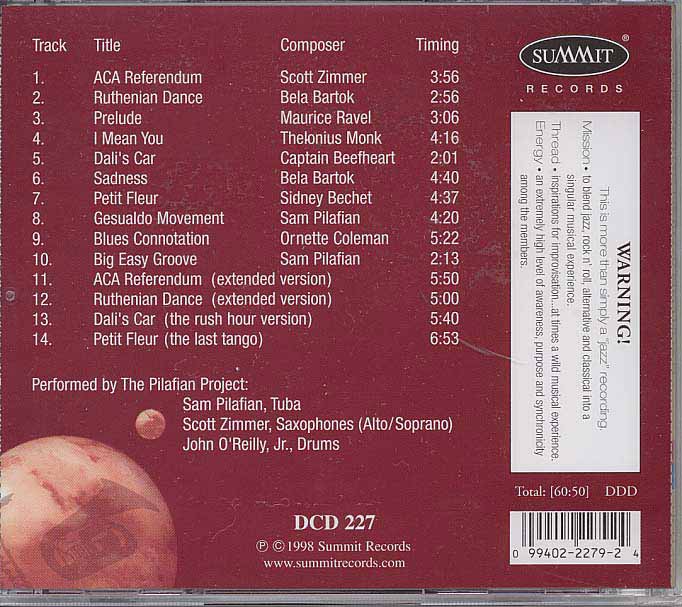 Track Title Composer Timing
1. ACA Referendum Scott Zimmer 3:56
2. Ruthenian Dance Bela Bartok 2:56
3. Prelude Maurice Ravel 3:06
4. I Mean You Thelonius Monk 4:16
5. Dali's Car Captain Beefheart 2:01
6. Sadness Bela Bartok 4:40
7. Petit Fleur Sidney Bechet 4:37
8. Gesualdo Movement Sam Pilafian 4:20
9. Blues Connotation Ornette Coleman 5:22
10. Big Easy Groove Sam Pilafian 2:13
11. ACA Referendum (extended version) 5:50
12. Ruthenian Dance (extended version) 5:00
13. Dali's Car (the rush hour version) 5:40
14. Petit Fleur (the last tango) 6:53
Performed by The Pilafian Project:
Sam Pilafian, Tuba
Scott Zimmer, Saxophones (Alto/Soprano)
John O'Reilly, Jr., Drums
DCD 227
℗ © 1998 Summit Records
www.summitrecords.com
SUMMIT ®
RECORDS
WARNING!
This is more than simply a "jazz" recording.
Mission • to blend jazz, rock n' roll, alternative and classical into a
singular musical experience.
Thread • inspirations for improvisation...at times a wild musical experience.
Energy • an extremely high level of awareness, purpose and synchronicity
among the members.
Total: [60:50] DDD
0 99402-2279-2 4